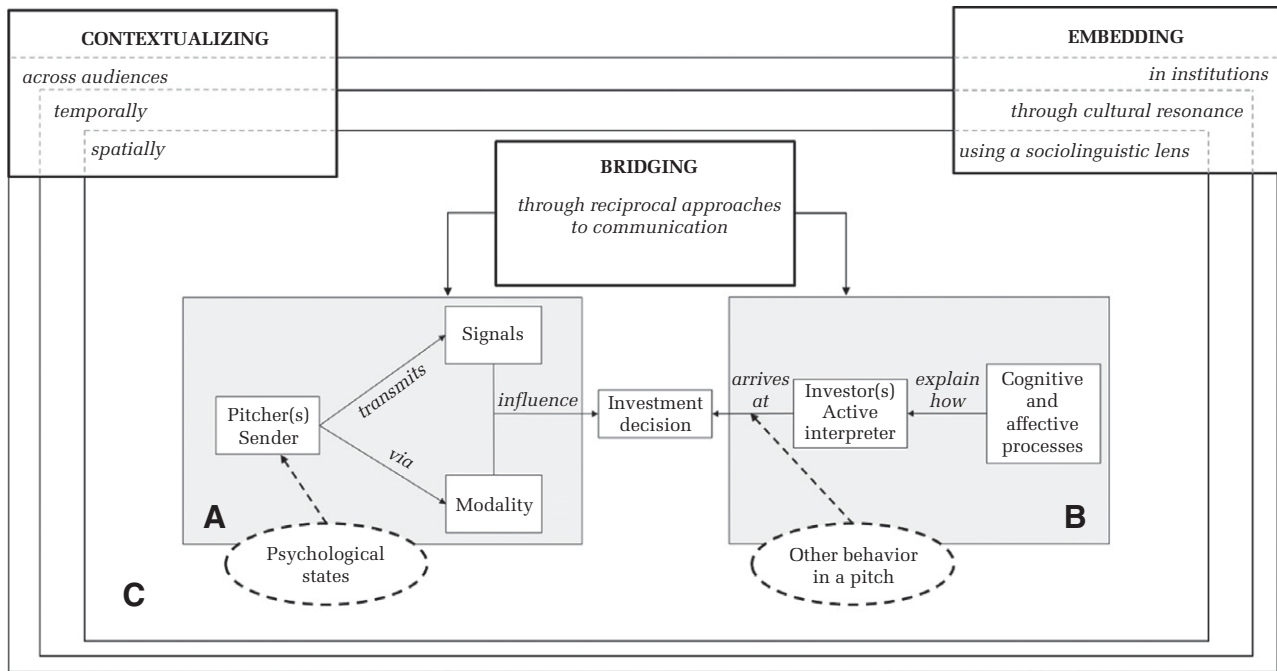 CONTEXTUALIZING
across audiences
temporally
spatially
EMBEDDING
in institutions
through cultural resonance
using a sociolinguistic lens
BRIDGING
through reciprocal approaches
to communication
Signals
transmits
Pitcher(s)
Sender
via
Modality
influence
Investment
decision
arrives
at
Investor(s)
Active
interpreter
explain
how
Cognitive
and
affective
processes
A
B
Psychological
states
Other behavior
in a pitch
C